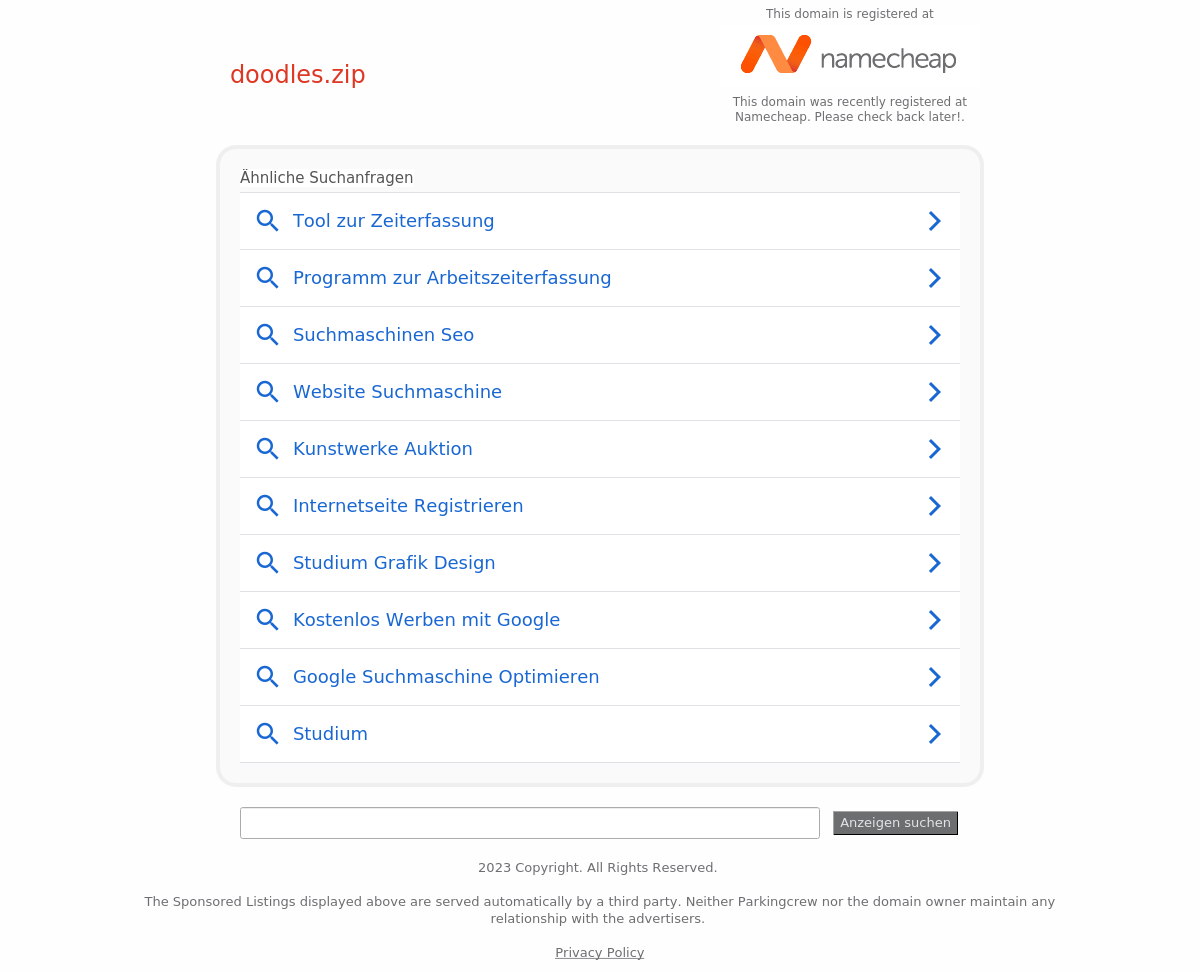 This domain is registered at
namecheap
doodles.zip
This domain was recently registered at
Namecheap. Please check back later!.
Ähnliche Suchanfragen
Tool zur Zeiterfassung
Programm zur Arbeitszeiterfassung
Suchmaschinen Seo
Website Suchmaschine
Kunstwerke Auktion
Internetseite Registrieren
Studium Grafik Design
Kostenlos Werben mit Google
Google Suchmaschine Optimieren
Studium
Anzeigen suchen
2023 Copyright. All Rights Reserved.
The Sponsored Listings displayed above are served automatically by a third party. Neither Parkingcrew nor the domain owner maintain any
relationship with the advertisers.
Privacy Policy